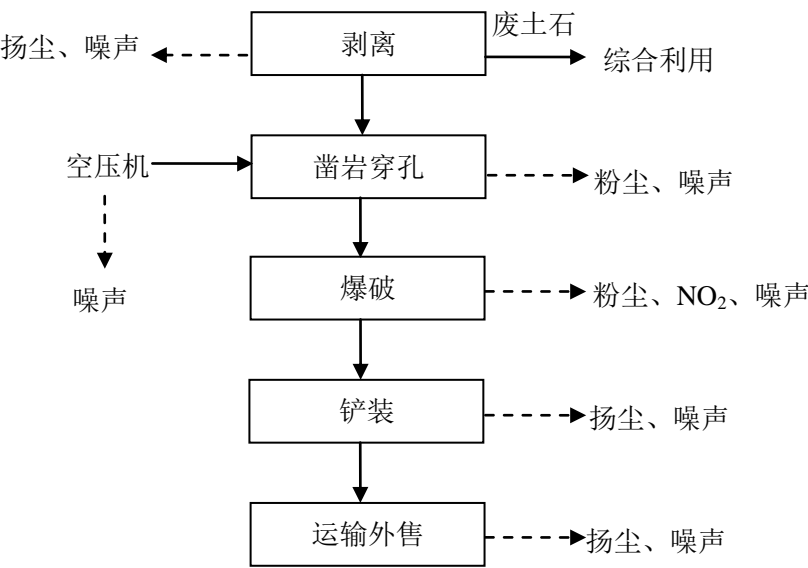 废土石
扬尘、噪声
剥离
综合利用
空压机
凿岩穿孔
粉尘、噪声
噪声
爆破
粉尘、NO₂、噪声
铲装
扬尘、噪声
运输外售
扬尘、噪声